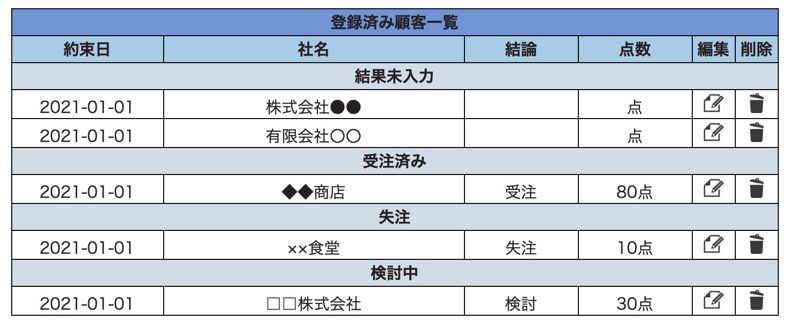 登録済み顧客一覧
約束日 社名 結論 点数 編集 削除
結果未入力
2021-01-01 株式会社●● 点
2021-01-01 有限会社〇〇 点
受注済み
2021-01-01 ◆◆商店 受注 80点
失注
2021-01-01 ××食堂 失注 10点
検討中
2021-01-01 □□株式会社 検討 30点